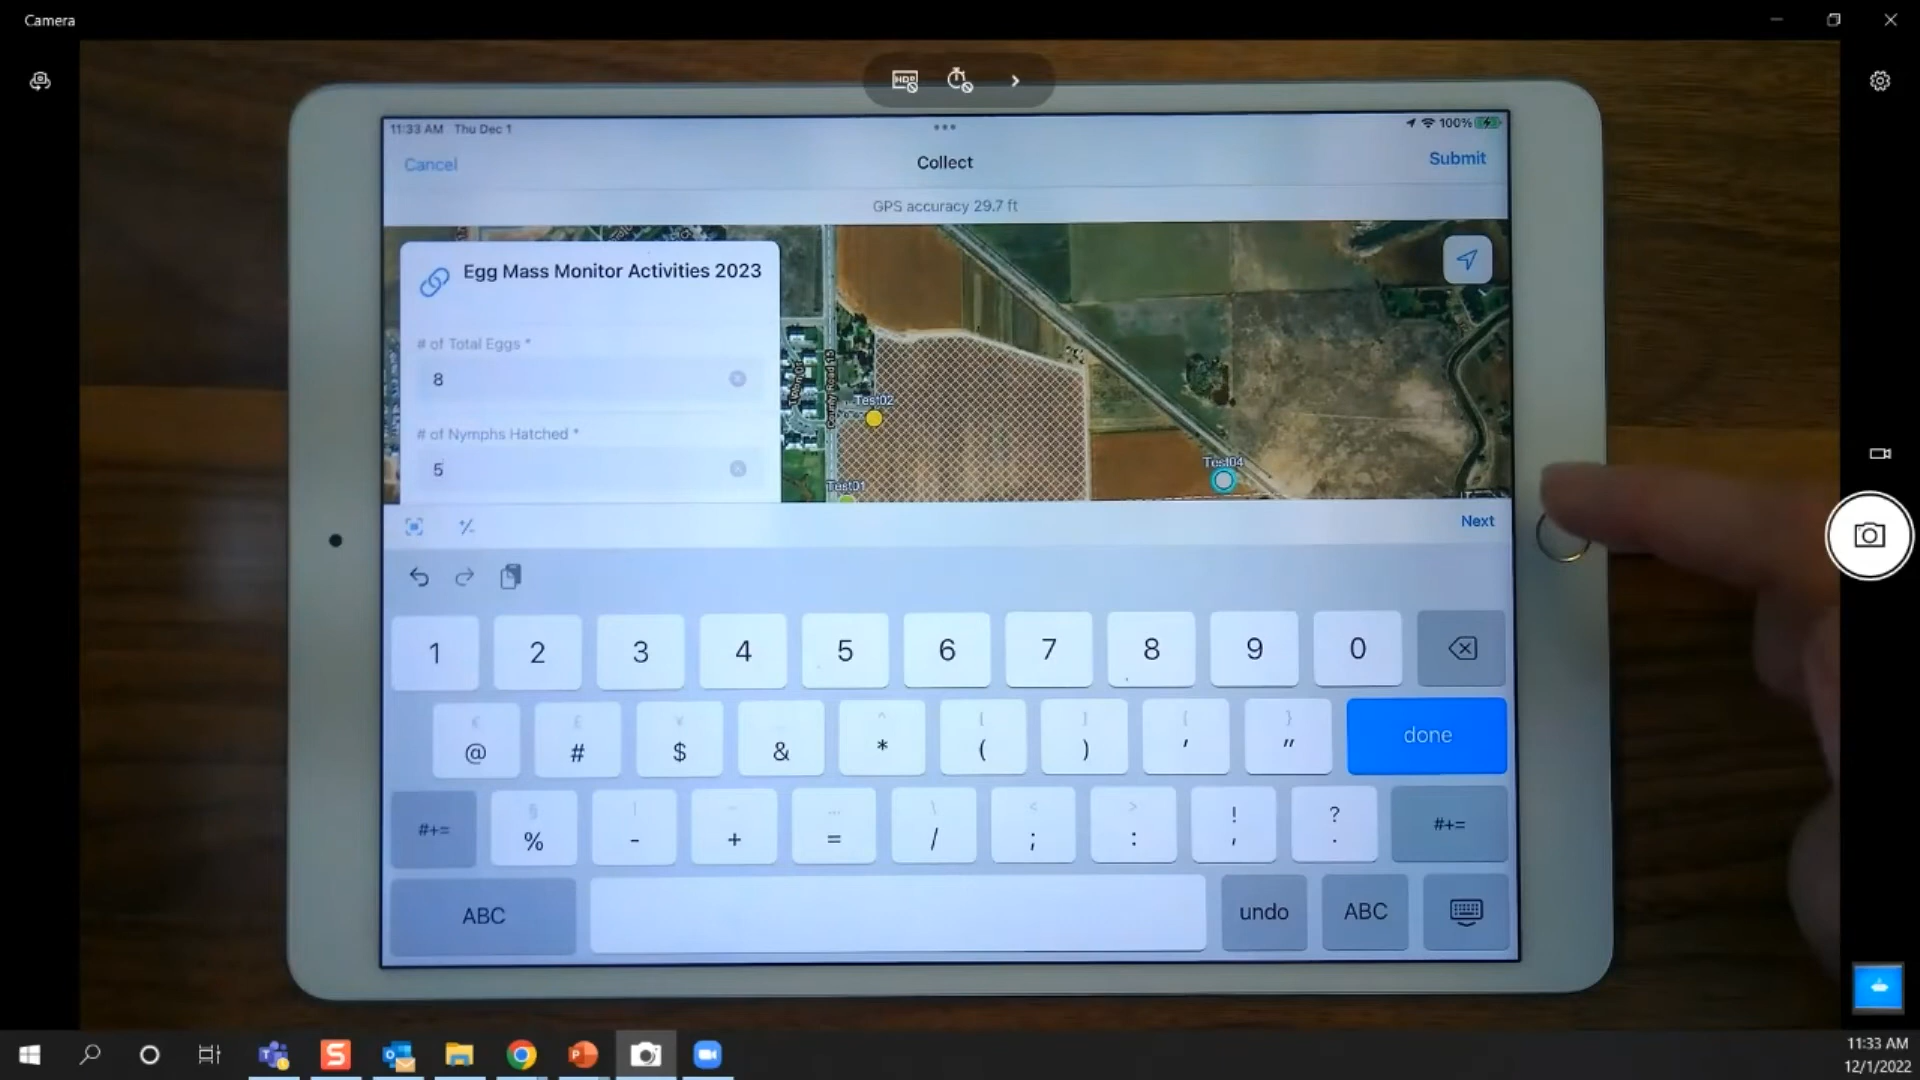 Camera
11:33 AM Thu Dec 1
100%
Cancel
Collect
Submit
GPS accuracy 29.7 ft
Egg Mass Monitor Activities 2023
# of Total Eggs *
8
# of Nymphs Hatched *
5
Test02
Test01
Test04
Next
1 2 3 4 5 6 7 8 9 0
€ £ ¥ ^ [ ] { }
@ # $ & * ( ) ' " done
#+= % - + = / ; : ! , ? . #+=
ABC undo ABC
11:33 AM
12/1/2022